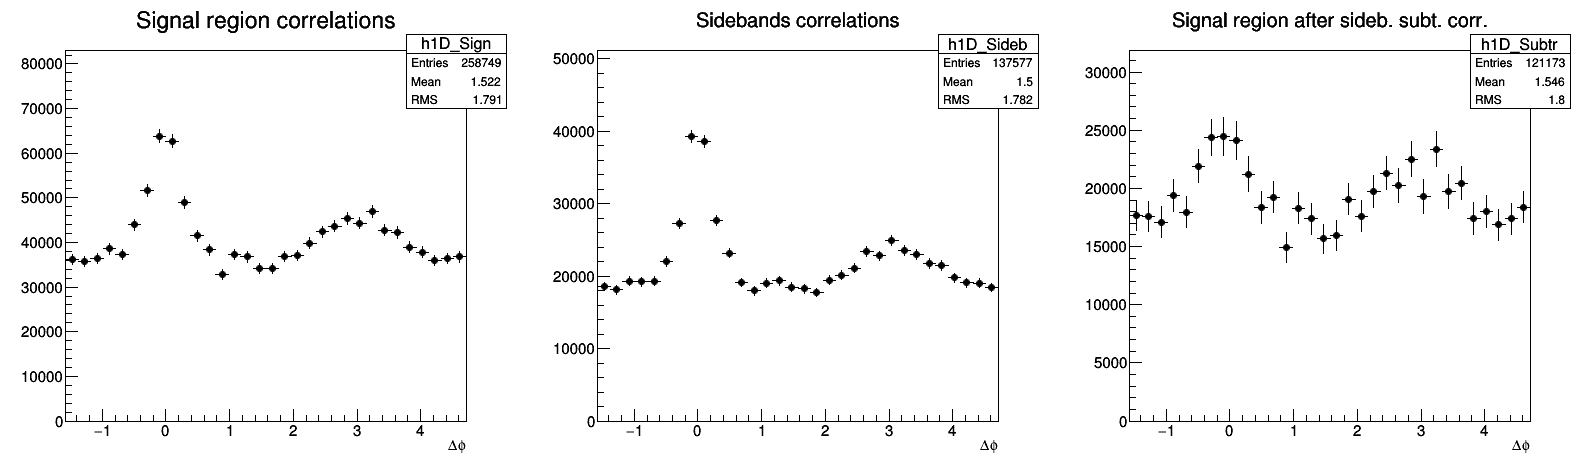 Signal region correlations
h1D_Sign
Entries 258749
Mean 1.522
RMS 1.791
80000
70000
60000
50000
40000
30000
20000
10000
0
−1 0 1 2 3 4
Δϕ
Sidebands correlations
h1D_Sideb
Entries 137577
Mean 1.5
RMS 1.782
50000
40000
30000
20000
10000
0
−1 0 1 2 3 4
Δϕ
Signal region after sideb. subt. corr.
h1D_Subtr
Entries 121173
Mean 1.546
RMS 1.8
30000
25000
20000
15000
10000
5000
0
−1 0 1 2 3 4
Δϕ